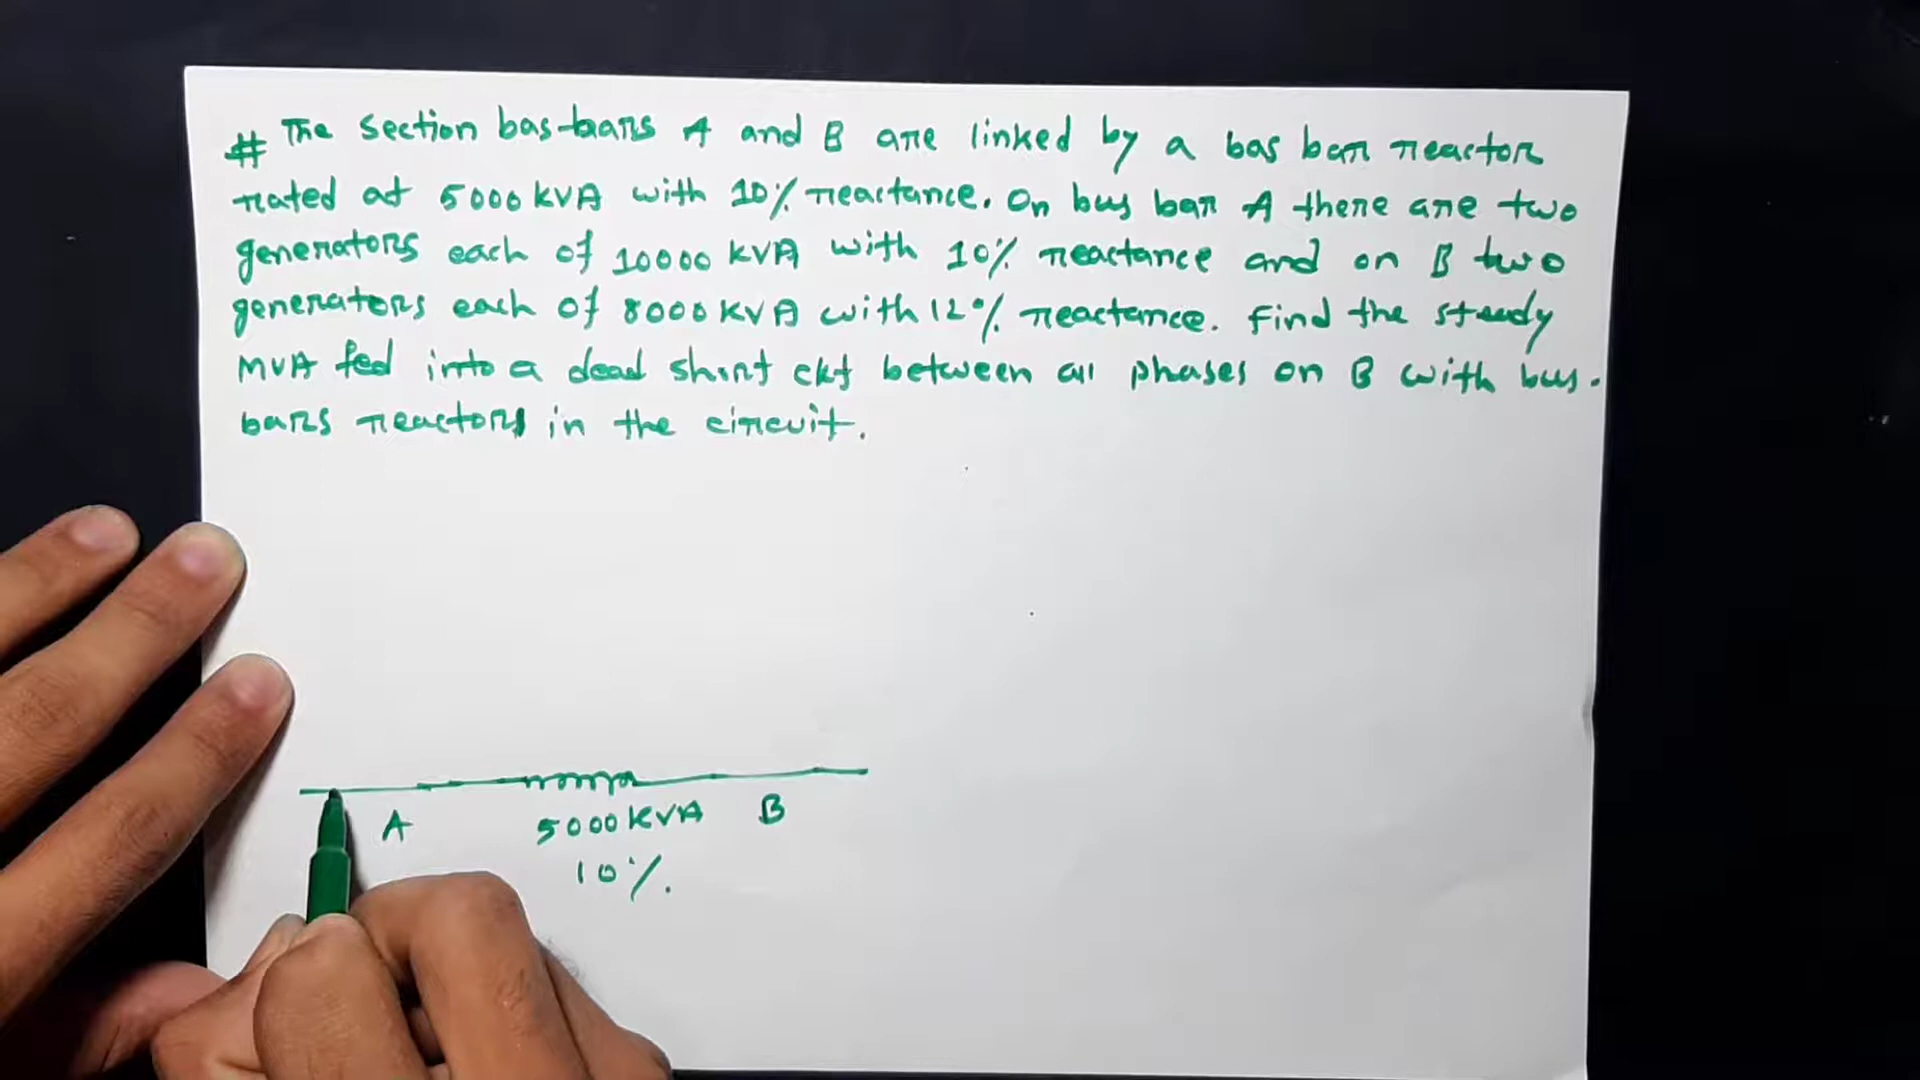 # The section bas-bars A and B are linked by a bas bar reactor
rated at 5000 KVA with 10% reactance. On bus bar A there are two
generators each of 10000 KVA with 10% reactance and on B two
generators each of 8000 KVA with 12% reactance. Find the steady
MVA fed into a dead short ckt between all phases on B with bus.
bars reactors in the circuit.
A 5000 KVA B
10%.